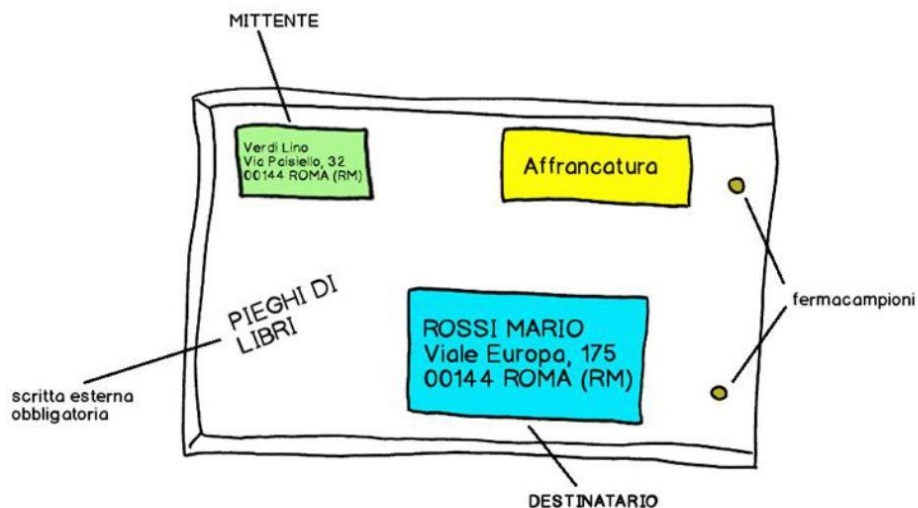 MITTENTE
Verdi Lino
Via Paisiello, 32
00144 ROMA (RM)
Affrancatura
PIEGHI DI
LIBRI
fermacampioni
ROSSI MARIO
Viale Europa, 175
00144 ROMA (RM)
scritta esterna
obbligatoria
DESTINATARIO